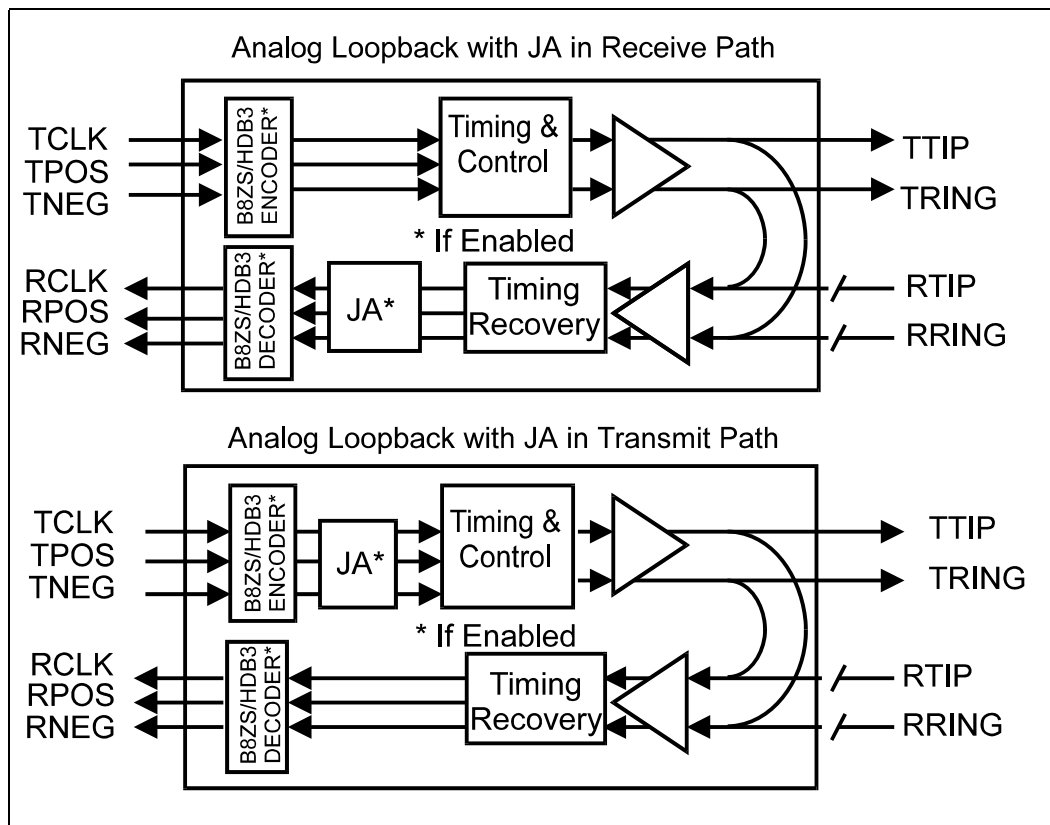 Analog Loopback with JA in Receive Path
TCLK
TPOS
TNEG
B8ZS/HDB3
ENCODER*
Timing &
Control
TTIP
TRING
* If Enabled
RCLK
RPOS
RNEG
B8ZS/HDB3
DECODER*
JA*
Timing
Recovery
RTIP
RRING
Analog Loopback with JA in Transmit Path
TCLK
TPOS
TNEG
B8ZS/HDB3
ENCODER*
JA*
Timing &
Control
TTIP
TRING
* If Enabled
RCLK
RPOS
RNEG
B8ZS/HDB3
DECODER*
Timing
Recovery
RTIP
RRING